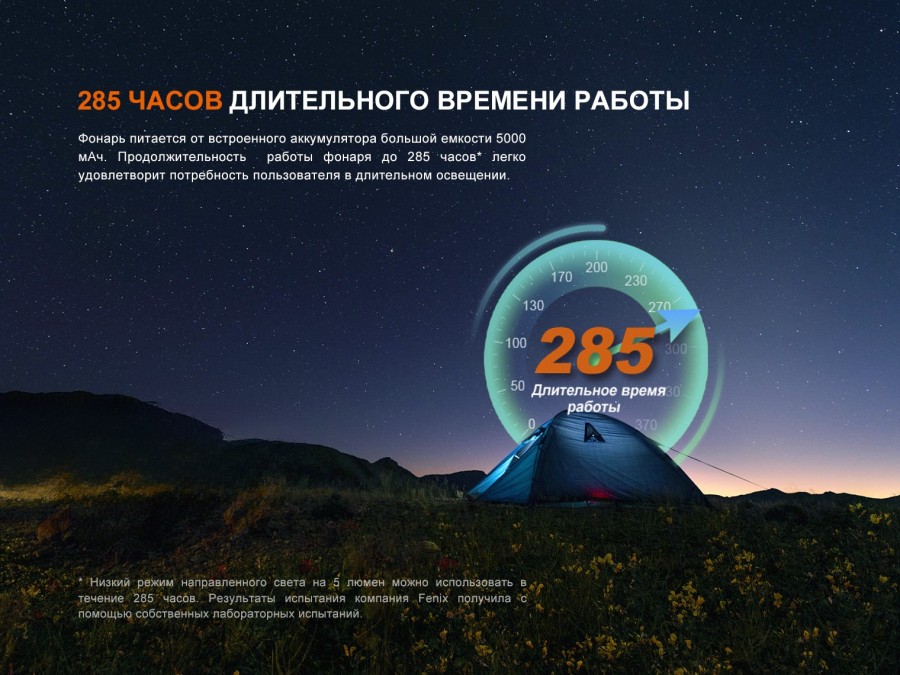 285 ЧАСОВ ДЛИТЕЛЬНОГО ВРЕМЕНИ РАБОТЫ
Фонарь питается от встроенного аккумулятора большой емкости 5000
мАч. Продолжительность работы фонаря до 285 часов* легко
удовлетворит потребность пользователя в длительном освещении.
200
170
230
130
270
100
300
285
50
Длительное время
работы
0
370
* Низкий режим направленного света на 5 люмен можно использовать в
течение 285 часов. Результаты испытания компания Fenix получила с
помощью собственных лабораторных испытаний.